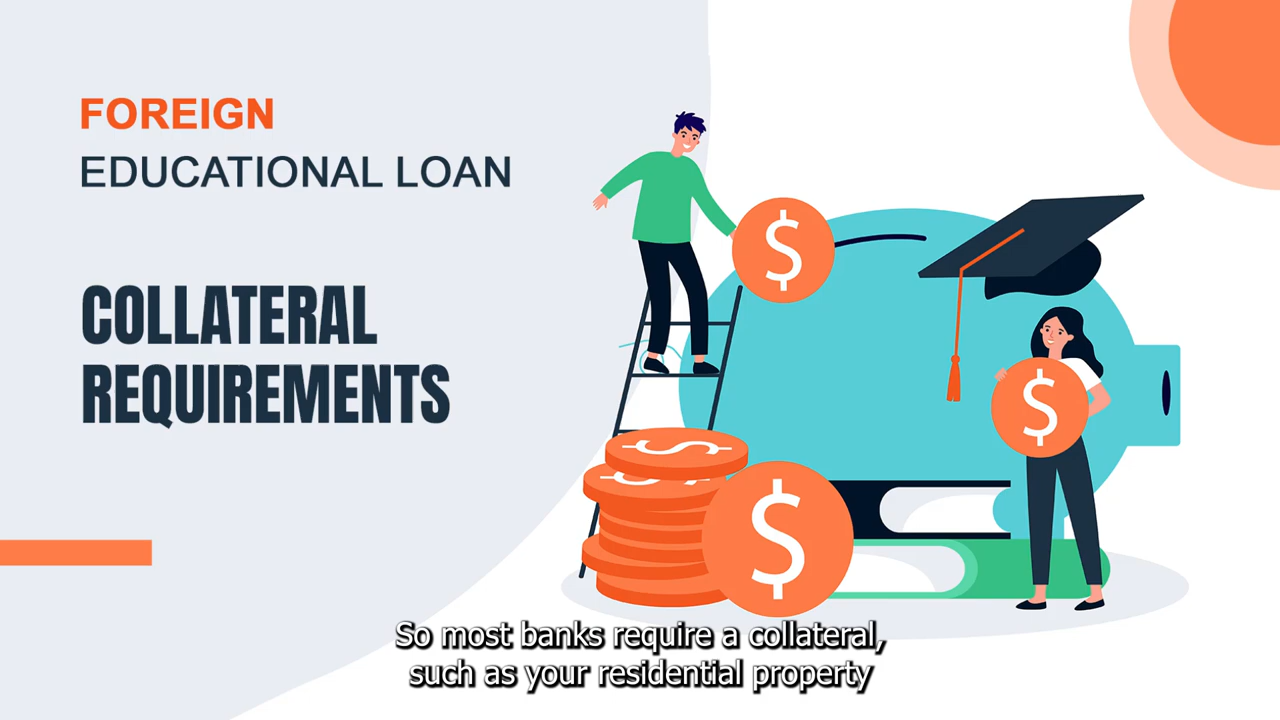 FOREIGN
EDUCATIONAL LOAN
COLLATERAL
REQUIREMENTS
$
$
$
$
So most banks require a collateral,
such as your residential property